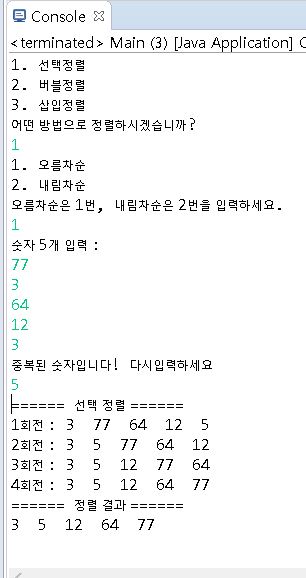 Console
<terminated> Main (3) [Java Application] C
1. 선택정렬
2. 버블정렬
3. 삽입정렬
어떤 방법으로 정렬하시겠습니까?
1
1. 오름차순
2. 내림차순
오름차순은 1번, 내림차순은 2번을 입력하세요.
1
숫자 5개 입력 :
77
3
64
12
3
중복된 숫자입니다! 다시입력하세요
5
====== 선택 정렬 ======
1회전 : 3 77 64 12 5
2회전 : 3 5 77 64 12
3회전 : 3 5 12 77 64
4회전 : 3 5 12 64 77
====== 정렬 결과 ======
3 5 12 64 77